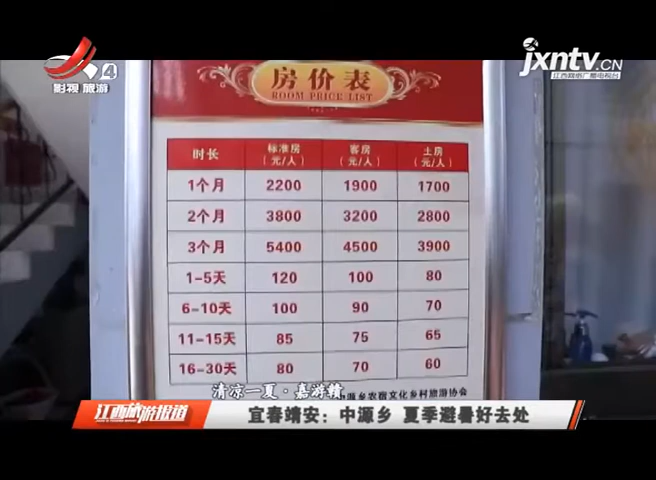 4
影视 旅游
jxntv.CN
江西网络广播电视台
房价表
ROOM PRICE LIST
时长 标准房（元/人） 客房（元/人） 土房（元/人）
1个月 2200 1900 1700
2个月 3800 3200 2800
3个月 5400 4500 3900
1-5天 120 100 80
6-10天 100 90 70
11-15天 85 75 65
16-30天 80 70 60
清凉一夏·嘉游赣
中源乡农宿文化乡村旅游协会
江西旅游报道
宜春靖安：中源乡 夏季避暑好去处